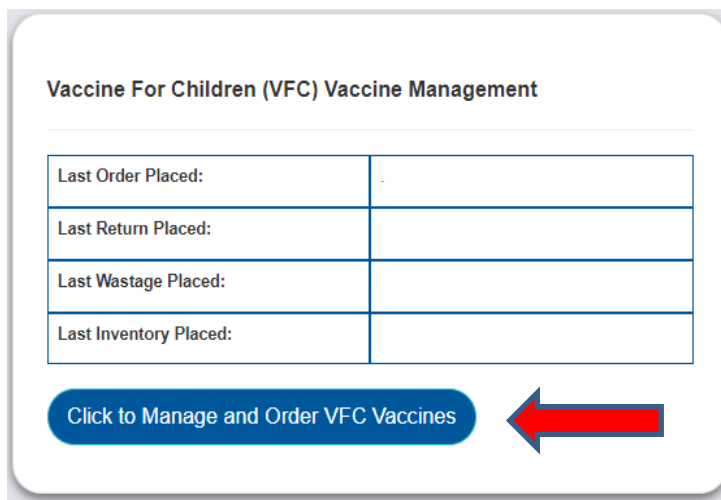 Vaccine For Children (VFC) Vaccine Management
Last Order Placed:
Last Return Placed:
Last Wastage Placed:
Last Inventory Placed:
Click to Manage and Order VFC Vaccines